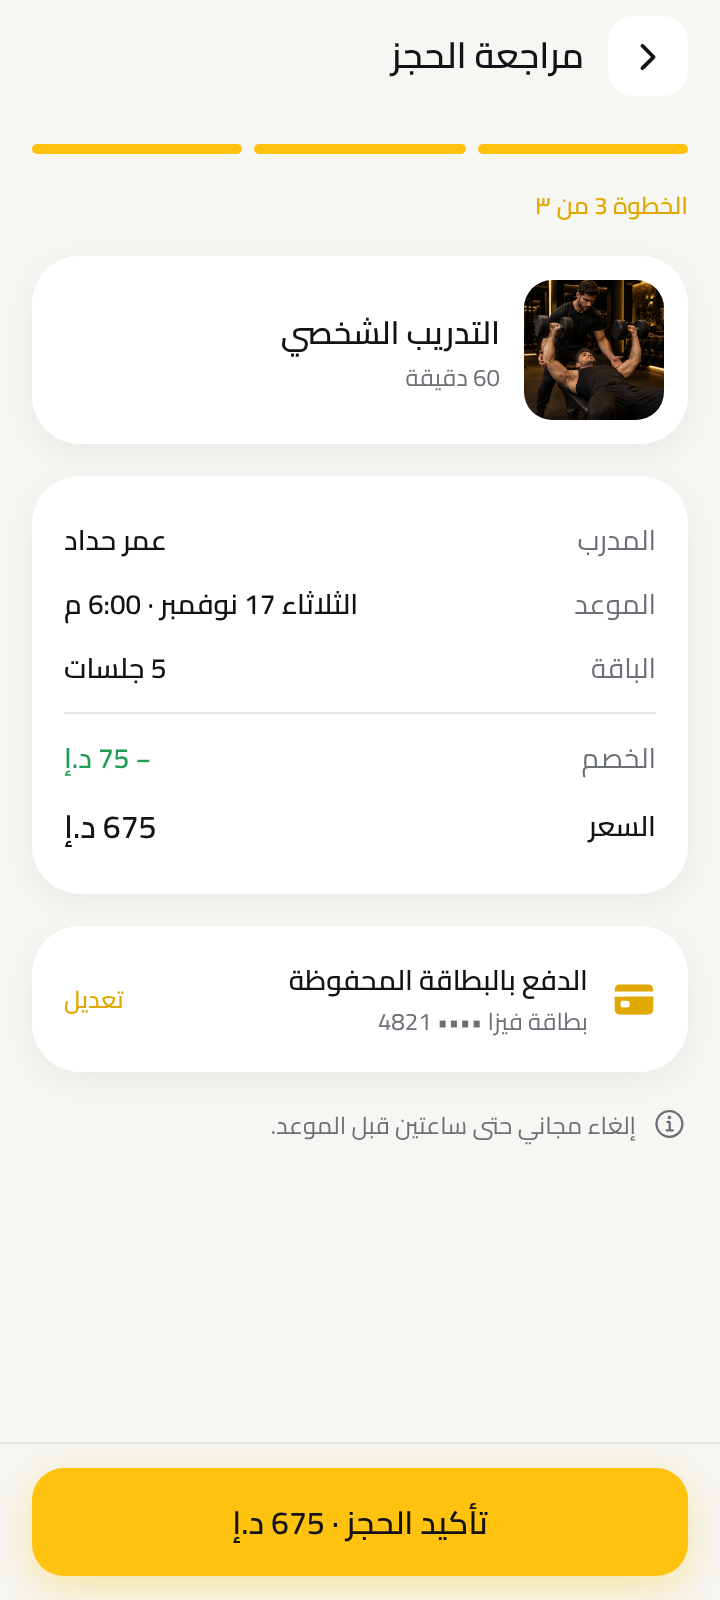 مراجعة الحجز
الخطوة 3 من ٣
التدريب الشخصي
60 دقيقة
المدرب عمر حداد
الموعد الثلاثاء 17 نوفمبر · 6:00 م
الباقة 5 جلسات
الخصم – 75 د.إ
السعر 675 د.إ
الدفع بالبطاقة المحفوظة
بطاقة فيزا ▪▪▪▪ 4821
تعديل
إلغاء مجاني حتى ساعتين قبل الموعد.
تأكيد الحجز · 675 د.إ